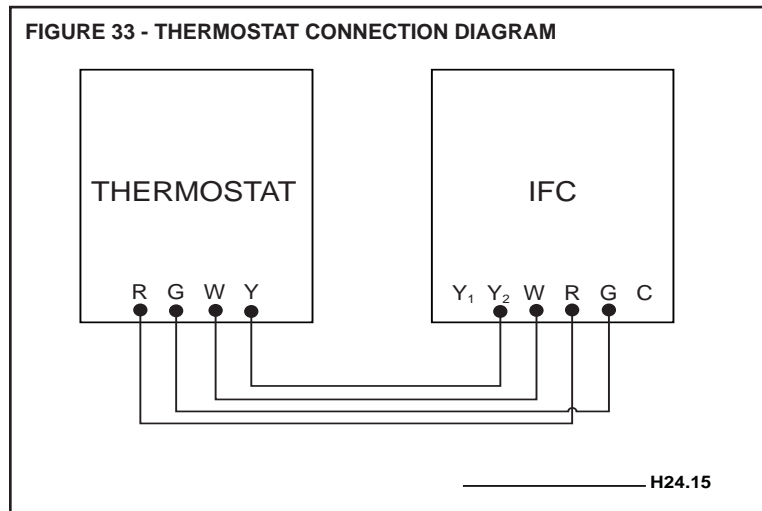 FIGURE 33 - THERMOSTAT CONNECTION DIAGRAM
THERMOSTAT
IFC
R G W Y
Y₁ Y₂ W R G C
H24.15